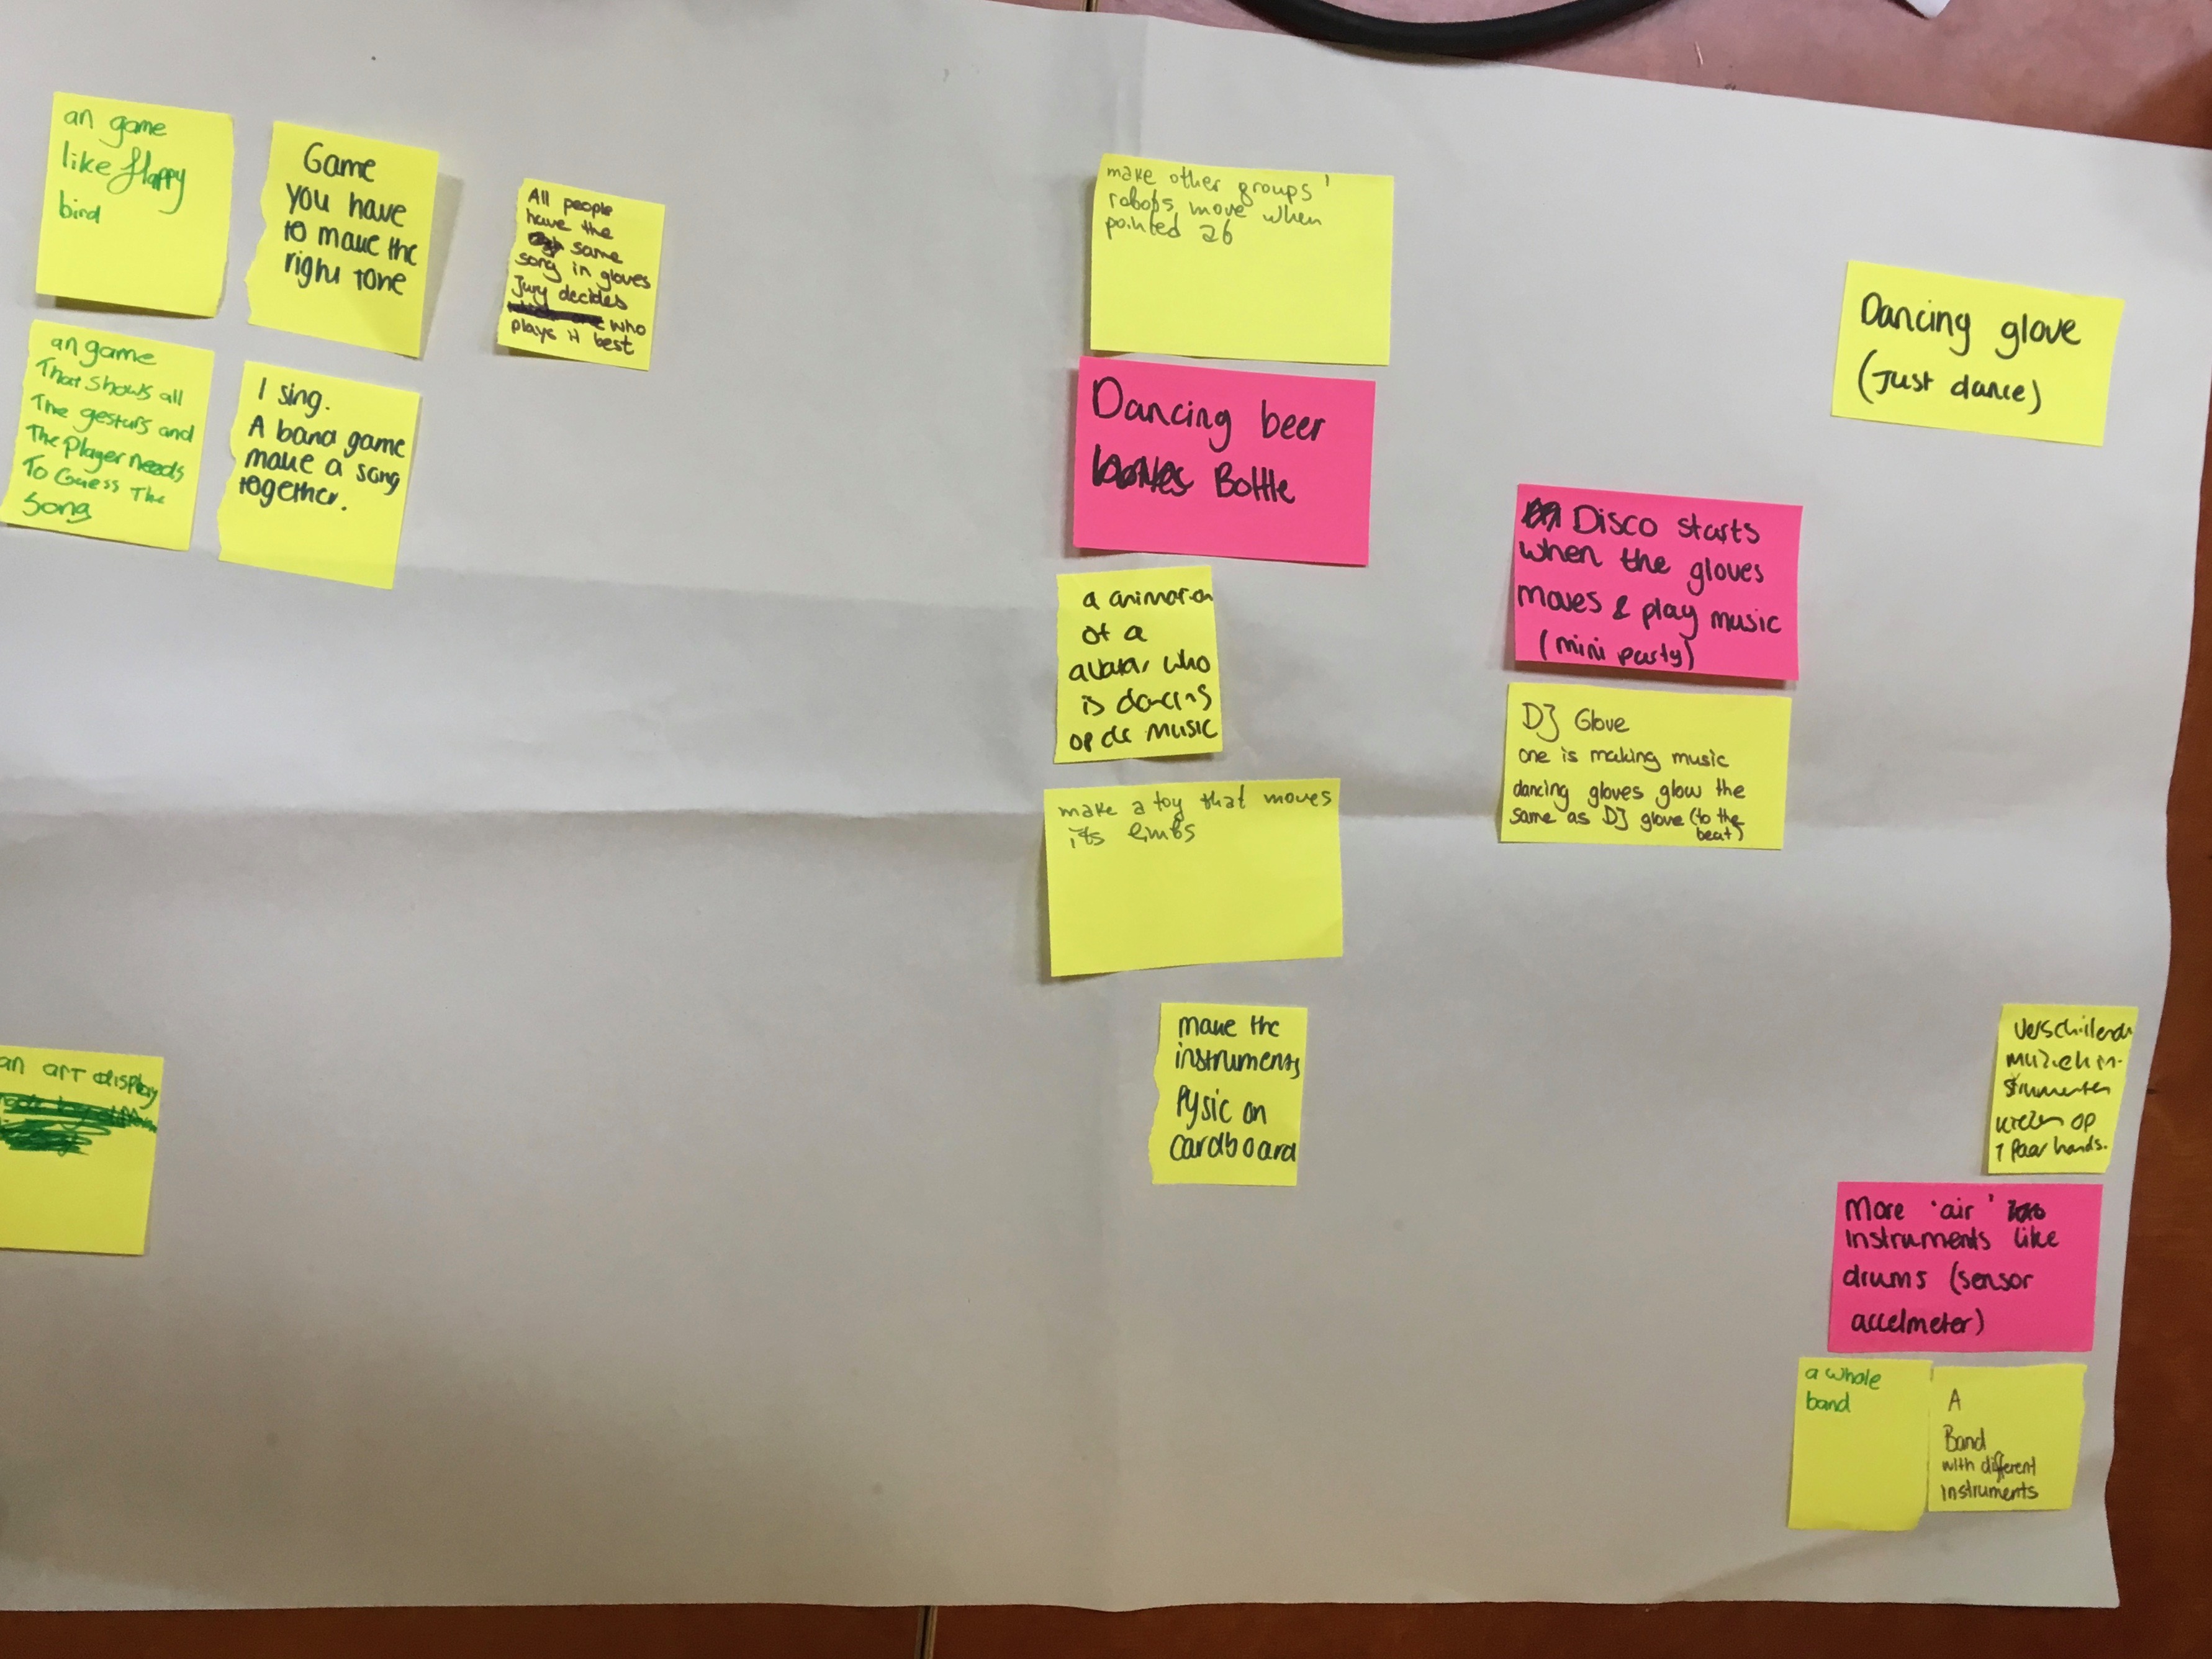 an game
like flappy
bird
Game
you have
to make the
right tone
All people
have the
same
song in gloves
Jury decides
who
plays it best
an game
That shows all
The gesturs and
The Player needs
To Guess The
Song
I sing.
A band game
make a song
together.
make other groups'
robots move when
pointed at
Dancing beer
Bottle
a animation
of a
avatar who
is dancing
op de music
make a toy that moves
its limbs
make the
instruments
Pysic on
cardboard
Dancing glove
(Just dance)
Disco starts
when the gloves
moves & play music
(mini party)
DJ Glove
one is making music
dancing gloves glow the
same as DJ glove (to the
beat)
an art display
Verschillende
muziekin-
strumenten
op
1 paar hands.
More 'air'
instruments like
drums (sensor
accelmeter)
a whole
band
A
Band
with different
instruments